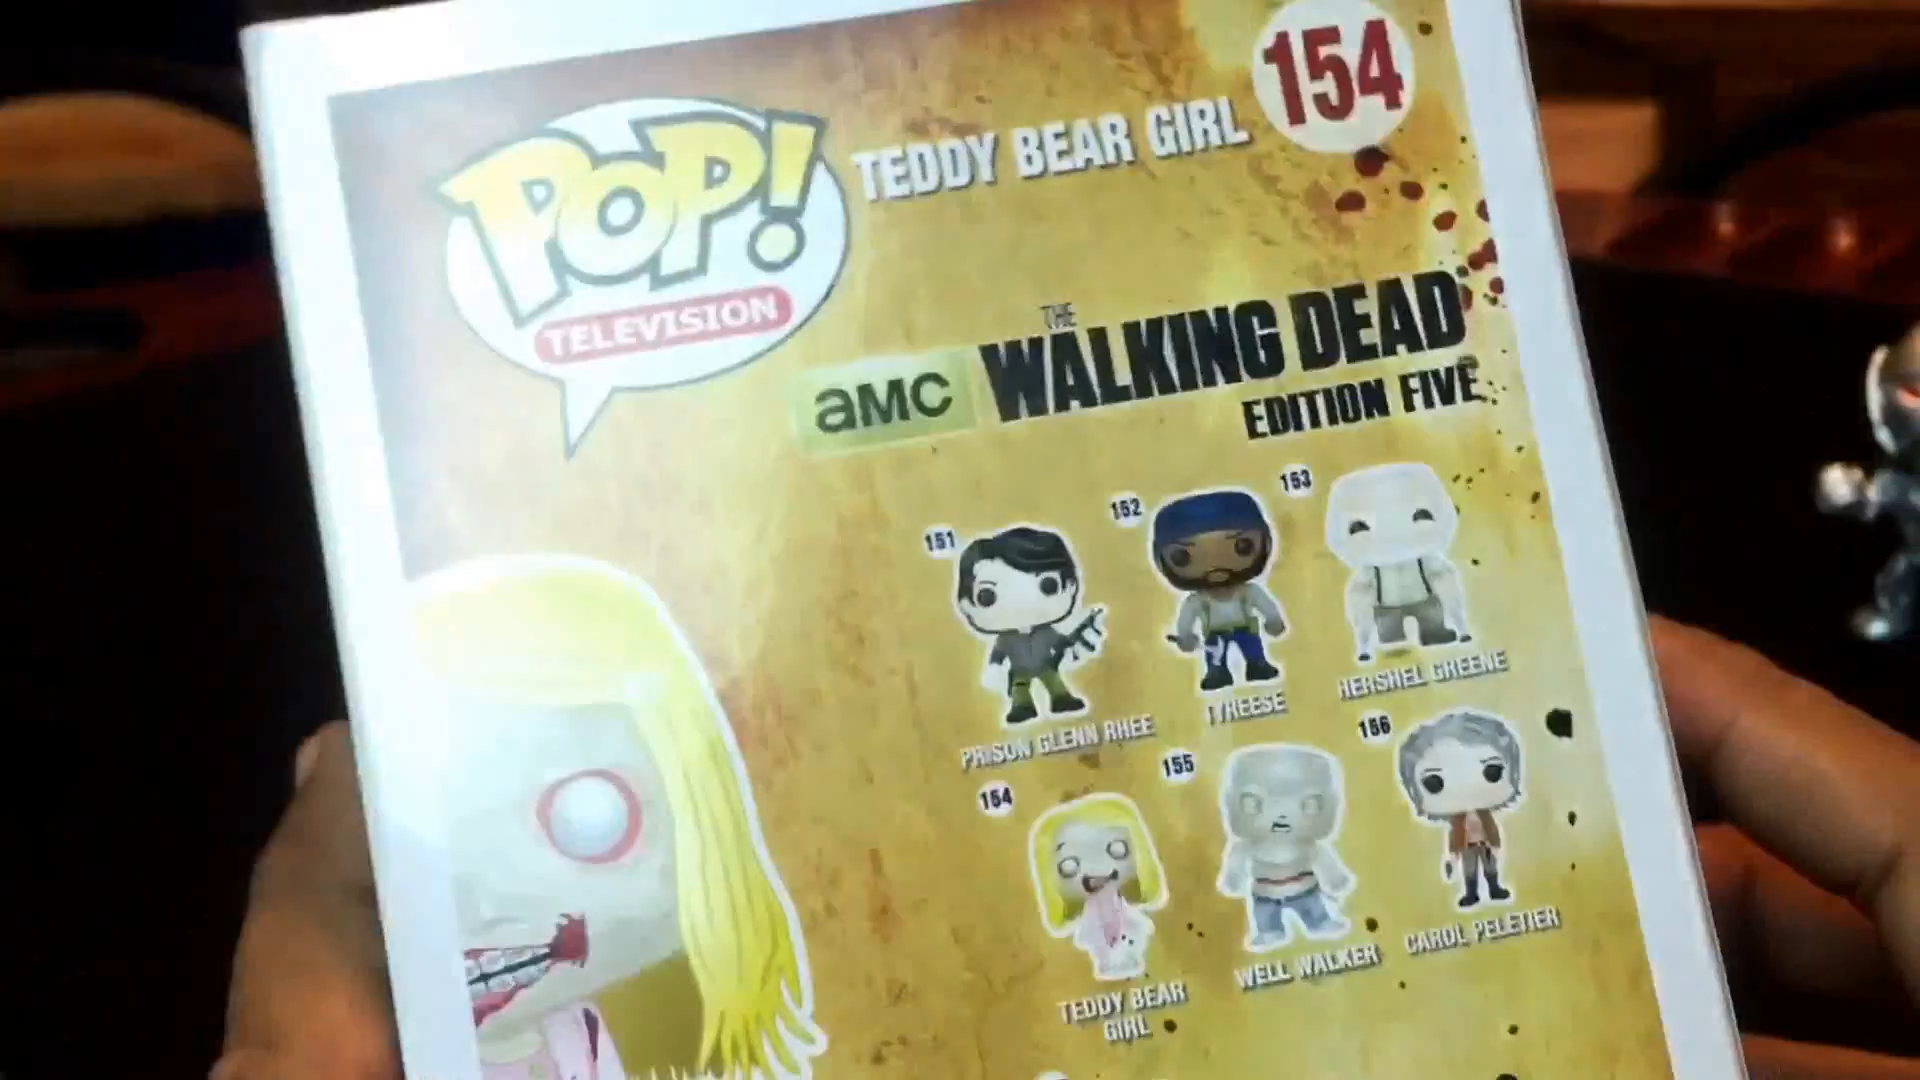 154
TEDDY BEAR GIRL
POP!
TELEVISION
THE
WALKING DEAD
aMC
EDITION FIVE
151
152
153
PRISON GLENN RHEE
TYREESE
HERSHEL GREENE
154
155
156
TEDDY BEAR
GIRL
WELL WALKER
CAROL PELETIER